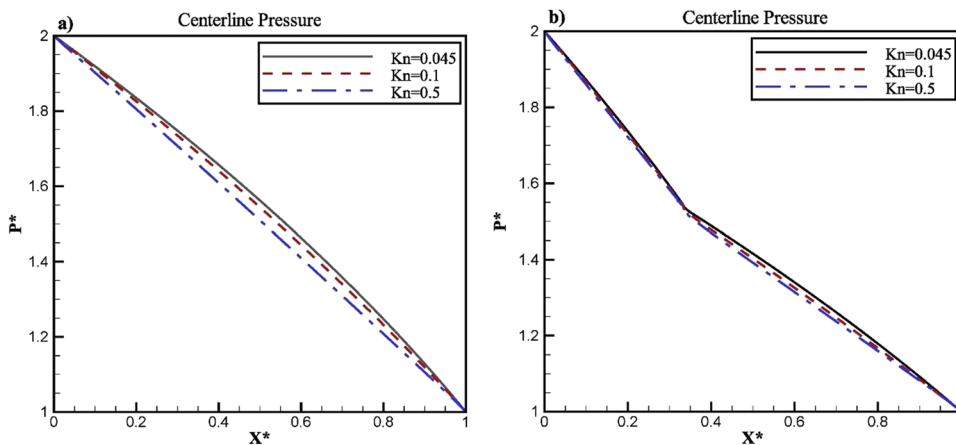 a)
Centerline Pressure
Kn=0.045
Kn=0.1
Kn=0.5
P*
2
1.8
1.6
1.4
1.2
1
0
0.2
0.4
0.6
0.8
1
X*
b)
Centerline Pressure
Kn=0.045
Kn=0.1
Kn=0.5
P*
2
1.8
1.6
1.4
1.2
1
0
0.2
0.4
0.6
0.8
X*